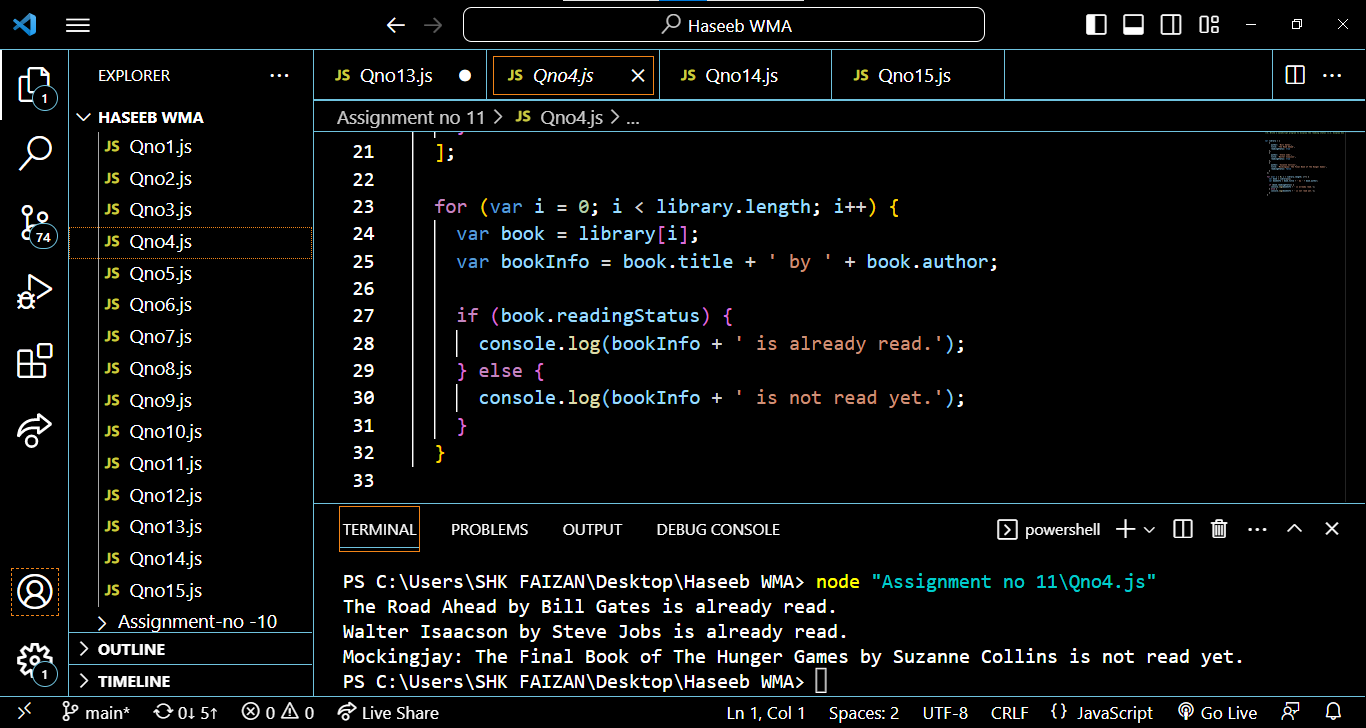 Haseeb WMA
EXPLORER
HASEEB WMA
JS Qno1.js
JS Qno2.js
JS Qno3.js
JS Qno4.js
JS Qno5.js
JS Qno6.js
JS Qno7.js
JS Qno8.js
JS Qno9.js
JS Qno10.js
JS Qno11.js
JS Qno12.js
JS Qno13.js
JS Qno14.js
JS Qno15.js
Assignment-no -10
OUTLINE
TIMELINE
1
74
1
JS Qno13.js JS Qno4.js JS Qno14.js JS Qno15.js
Assignment no 11 > JS Qno4.js > ...
21 ];
22
23 for (var i = 0; i < library.length; i++) {
24 var book = library[i];
25 var bookInfo = book.title + ' by ' + book.author;
26
27 if (book.readingStatus) {
28 console.log(bookInfo + ' is already read.');
29 } else {
30 console.log(bookInfo + ' is not read yet.');
31 }
32 }
33
TERMINAL PROBLEMS OUTPUT DEBUG CONSOLE powershell
PS C:\Users\SHK FAIZAN\Desktop\Haseeb WMA> node "Assignment no 11\Qno4.js"
The Road Ahead by Bill Gates is already read.
Walter Isaacson by Steve Jobs is already read.
Mockingjay: The Final Book of The Hunger Games by Suzanne Collins is not read yet.
PS C:\Users\SHK FAIZAN\Desktop\Haseeb WMA>
main* 0↓ 5↑ 0 0 Live Share Ln 1, Col 1 Spaces: 2 UTF-8 CRLF {} JavaScript Go Live